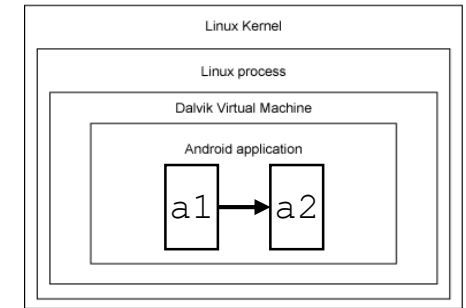 Linux Kernel
Linux process
Dalvik Virtual Machine
Android application
a1 a2